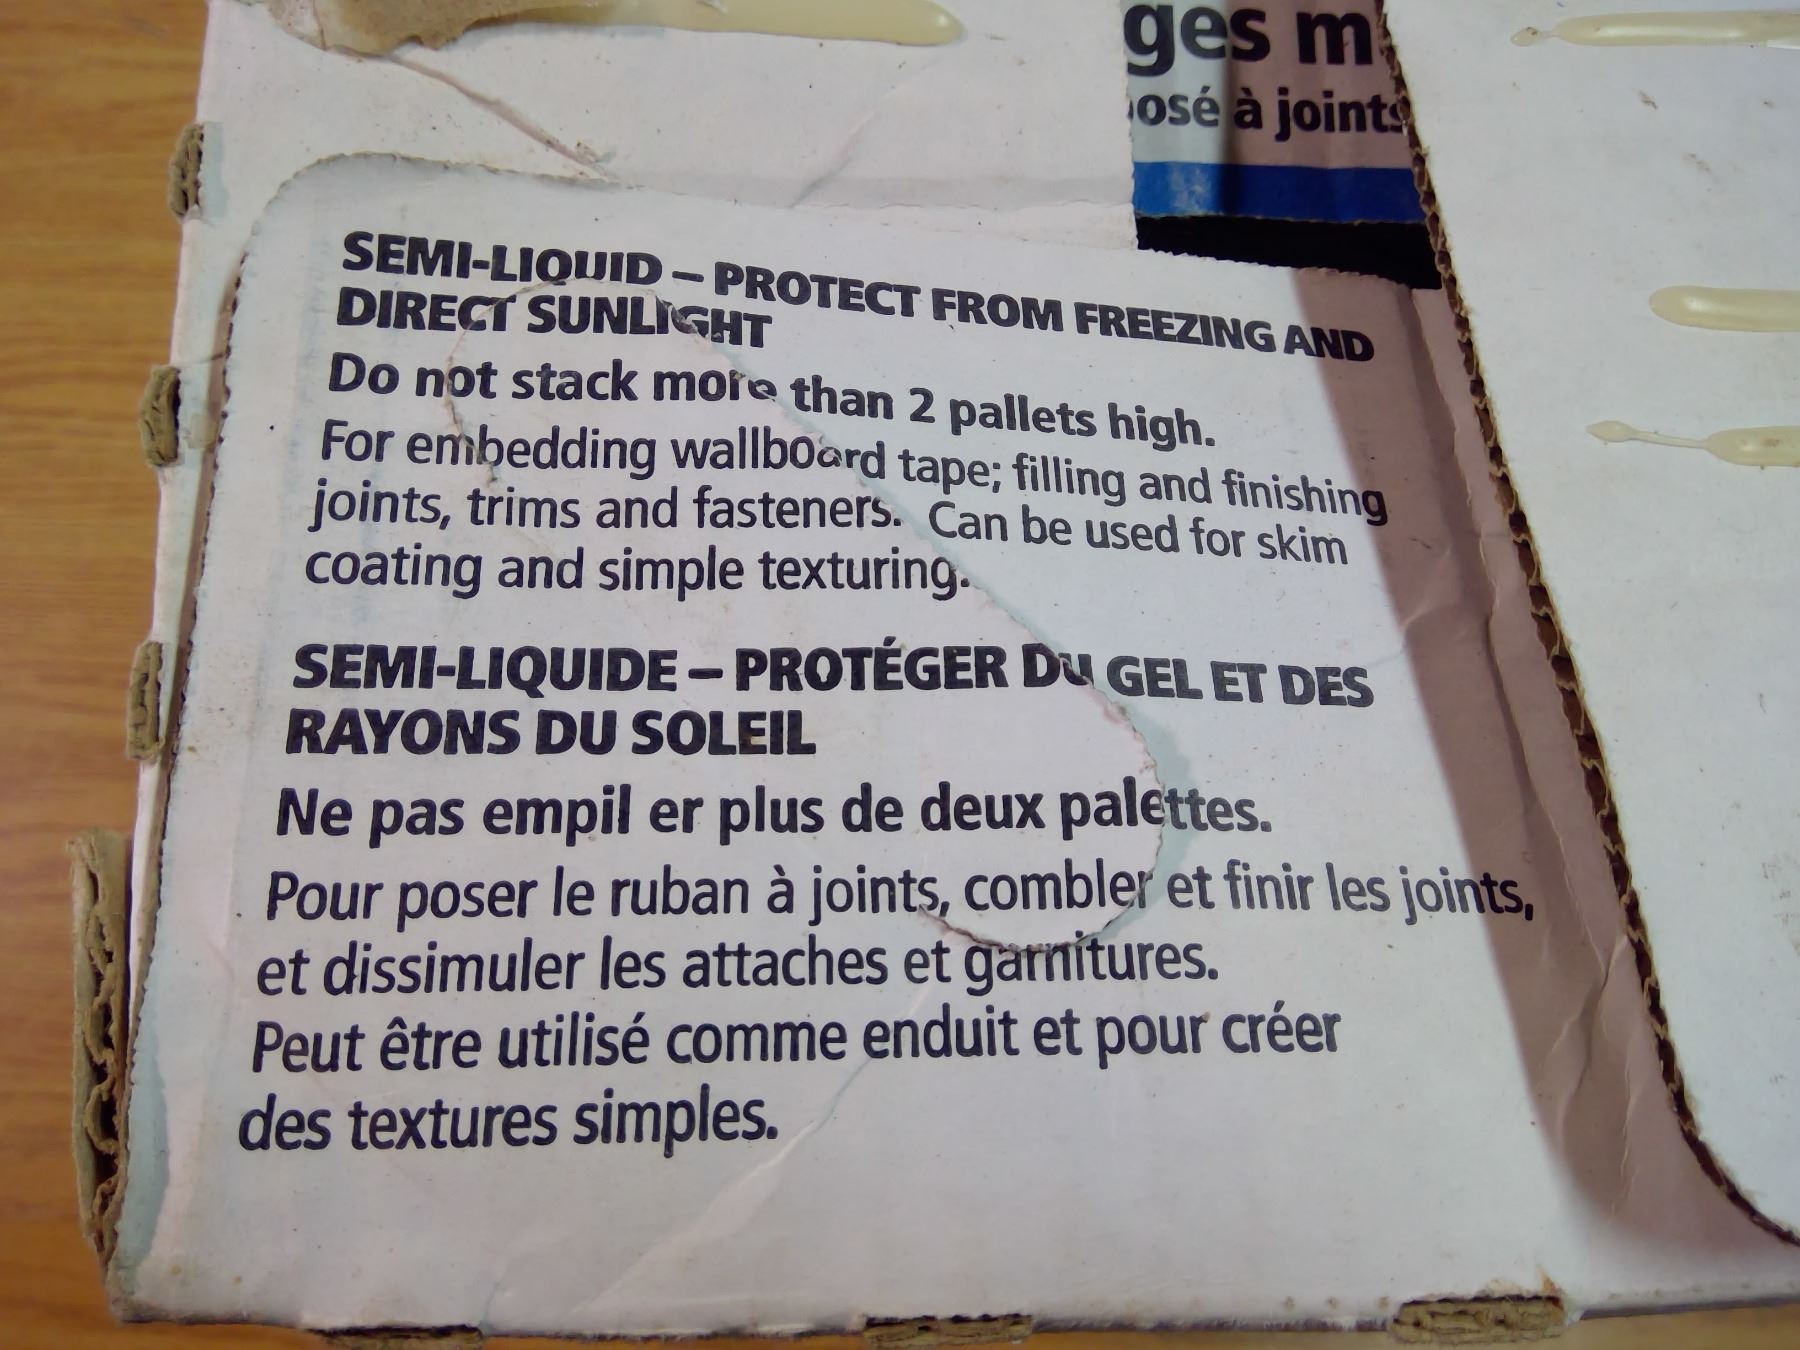 ges m
osé à joints
SEMI-LIQUID – PROTECT FROM FREEZING AND
DIRECT SUNLIGHT
Do not stack more than 2 pallets high.
For embedding wallboard tape; filling and finishing
joints, trims and fasteners. Can be used for skim
coating and simple texturing.
SEMI-LIQUIDE – PROTÉGER DU GEL ET DES
RAYONS DU SOLEIL
Ne pas empil er plus de deux palettes.
Pour poser le ruban à joints, combler et finir les joints,
et dissimuler les attaches et garnitures.
Peut être utilisé comme enduit et pour créer
des textures simples.